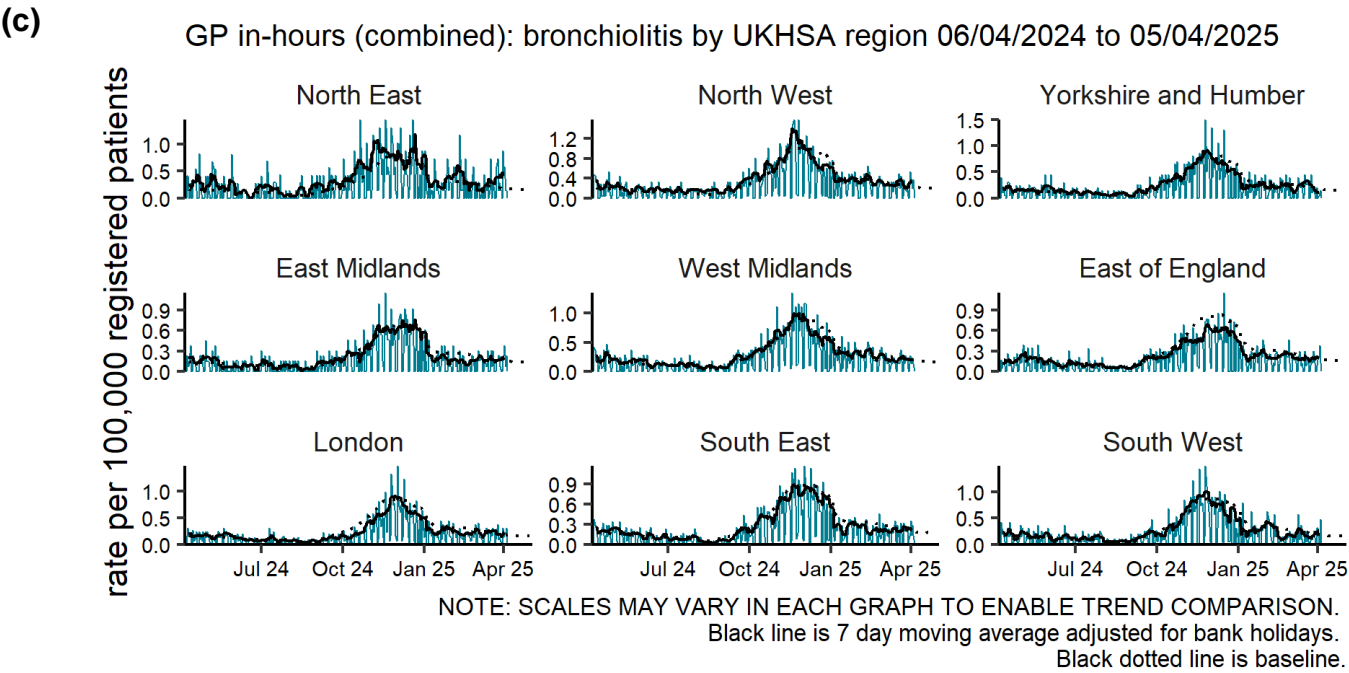 (c)
GP in-hours (combined): bronchiolitis by UKHSA region 06/04/2024 to 05/04/2025
rate per 100,000 registered patients
North East
1.0
0.5
0.0
North West
1.2
0.8
0.4
0.0
Yorkshire and Humber
1.5
1.0
0.5
0.0
East Midlands
0.9
0.6
0.3
0.0
West Midlands
1.0
0.5
0.0
East of England
0.9
0.6
0.3
0.0
London
1.0
0.5
0.0
Jul 24 Oct 24 Jan 25 Apr 25
South East
0.9
0.6
0.3
0.0
Jul 24 Oct 24 Jan 25 Apr 25
South West
1.0
0.5
0.0
Jul 24 Oct 24 Jan 25 Apr 25
NOTE: SCALES MAY VARY IN EACH GRAPH TO ENABLE TREND COMPARISON.
Black line is 7 day moving average adjusted for bank holidays.
Black dotted line is baseline.